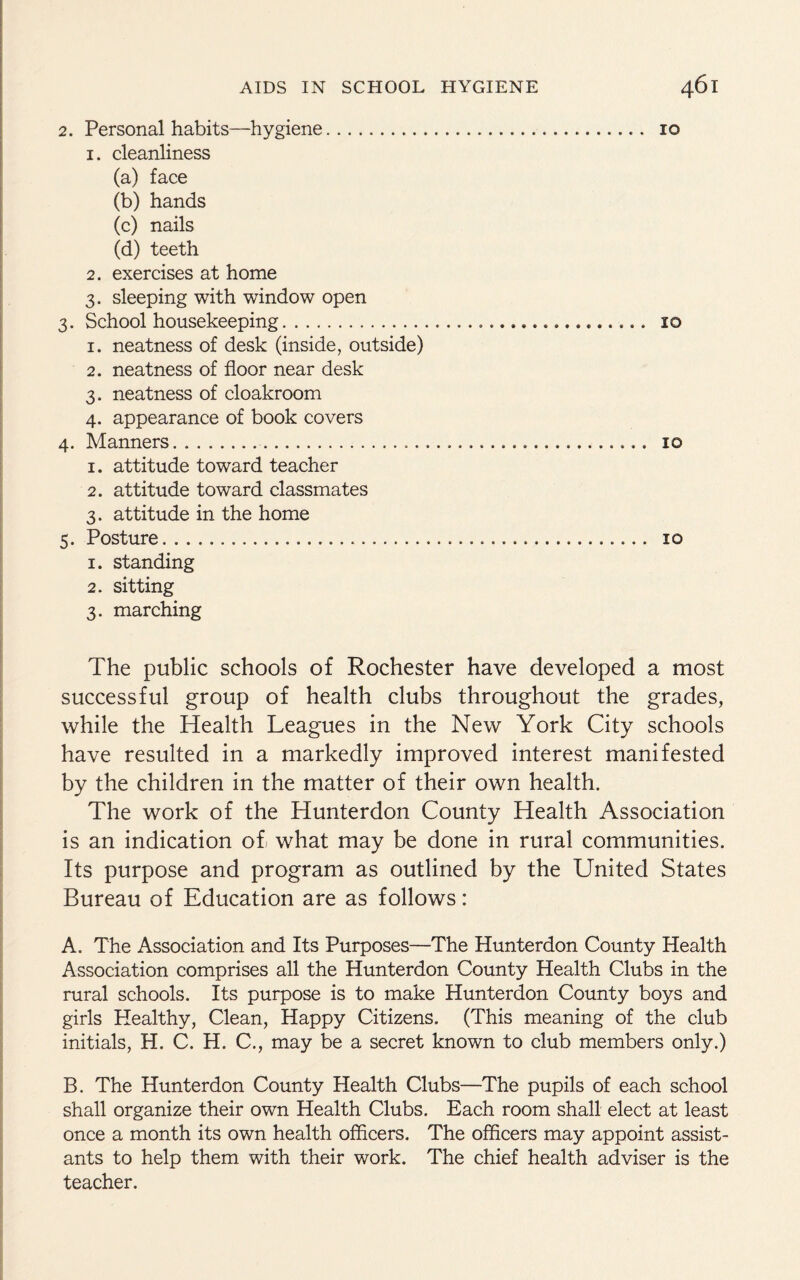 AIDS IN SCHOOL HYGIENE 461
2. Personal habits—hygiene. . . . . . . . . . . . . . . . . . . . . . . . . . . . . . . . . . . 10
1. cleanliness
(a) face
(b) hands
(c) nails
(d) teeth
2. exercises at home
3. sleeping with window open
3. School housekeeping. . . . . . . . . . . . . . . . . . . . . . . . . . . . . . . . . . . . . . . . 10
1. neatness of desk (inside, outside)
2. neatness of floor near desk
3. neatness of cloakroom
4. appearance of book covers
4. Manners. . . . . . . . . . . . . . . . . . . . . . . . . . . . . . . . . . . . . . . . . . . . . . . . . . . . 10
1. attitude toward teacher
2. attitude toward classmates
3. attitude in the home
5. Posture. . . . . . . . . . . . . . . . . . . . . . . . . . . . . . . . . . . . . . . . . . . . . . . . . . . . . 10
1. standing
2. sitting
3. marching
The public schools of Rochester have developed a most
successful group of health clubs throughout the grades,
while the Health Leagues in the New York City schools
have resulted in a markedly improved interest manifested
by the children in the matter of their own health.
The work of the Hunterdon County Health Association
is an indication of what may be done in rural communities.
Its purpose and program as outlined by the United States
Bureau of Education are as follows:
A. The Association and Its Purposes—The Hunterdon County Health
Association comprises all the Hunterdon County Health Clubs in the
rural schools. Its purpose is to make Hunterdon County boys and
girls Healthy, Clean, Happy Citizens. (This meaning of the club
initials, H. C. H. C., may be a secret known to club members only.)
B. The Hunterdon County Health Clubs—The pupils of each school
shall organize their own Health Clubs. Each room shall elect at least
once a month its own health officers. The officers may appoint assist-
ants to help them with their work. The chief health adviser is the
teacher.